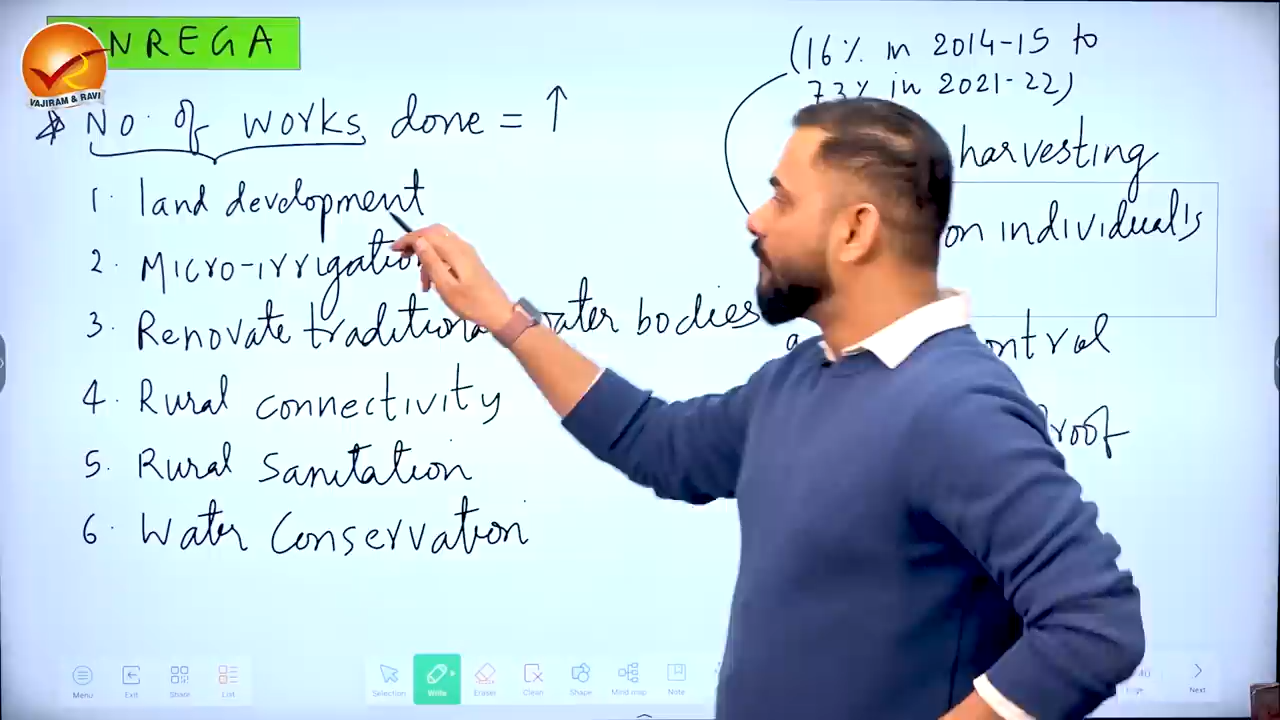 NREGA
VAJIRAM & RAVI
No. of works done = ↑
1. land development
2. Micro-irrigation
3. Renovate traditional water bodies
4. Rural connectivity
5. Rural Sanitation
6. Water Conservation
(16% in 2014-15 to
73% in 2021-22)
harvesting
on individual's
roof
Menu
Exit
Share
List
Selection
Write
Eraser
Clean
Shape
Mind map
Note
Next